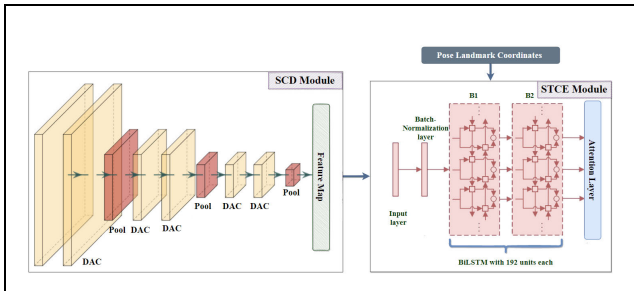 Pose Landmark Coordinates
SCD Module
STCE Module
B1
B2
Batch-
Normalization
layer
Feature Map
Attention Layer
Pool
DAC
DAC
Pool
DAC
DAC
Pool
DAC
Input
layer
BiLSTM with 192 units each